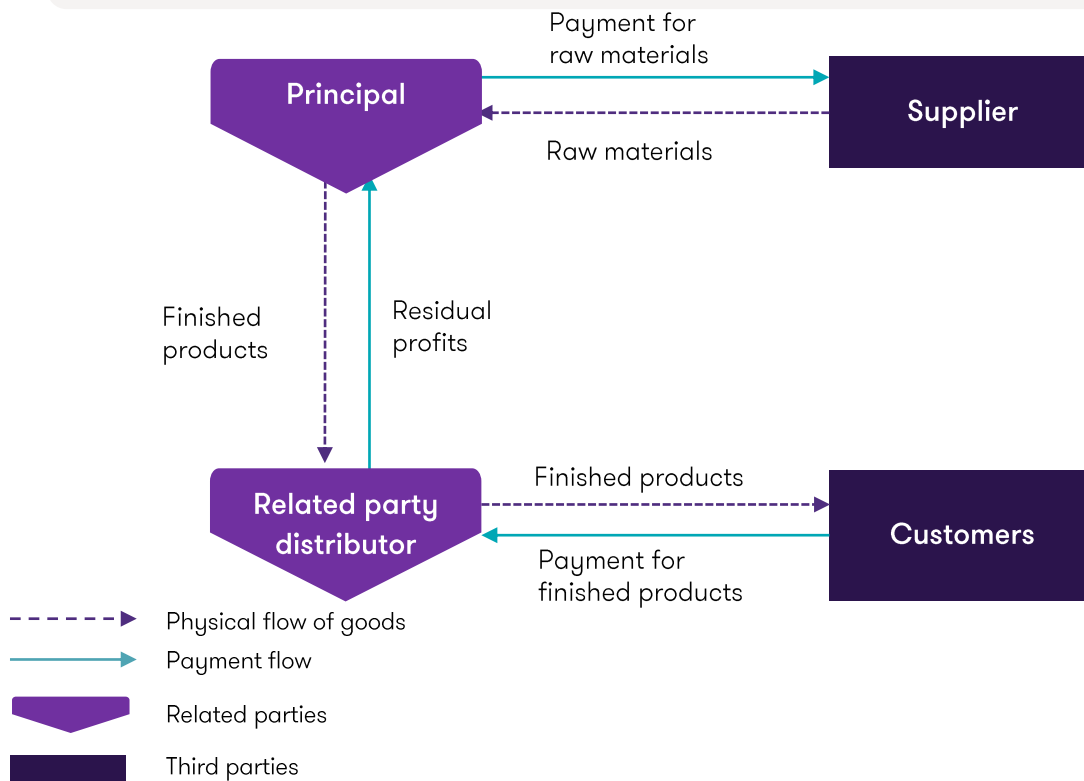 Payment for
raw materials
Principal
Supplier
Raw materials
Finished
products
Residual
profits
Related party
distributor
Finished products
Customers
Payment for
finished products
Physical flow of goods
Payment flow
Related parties
Third parties